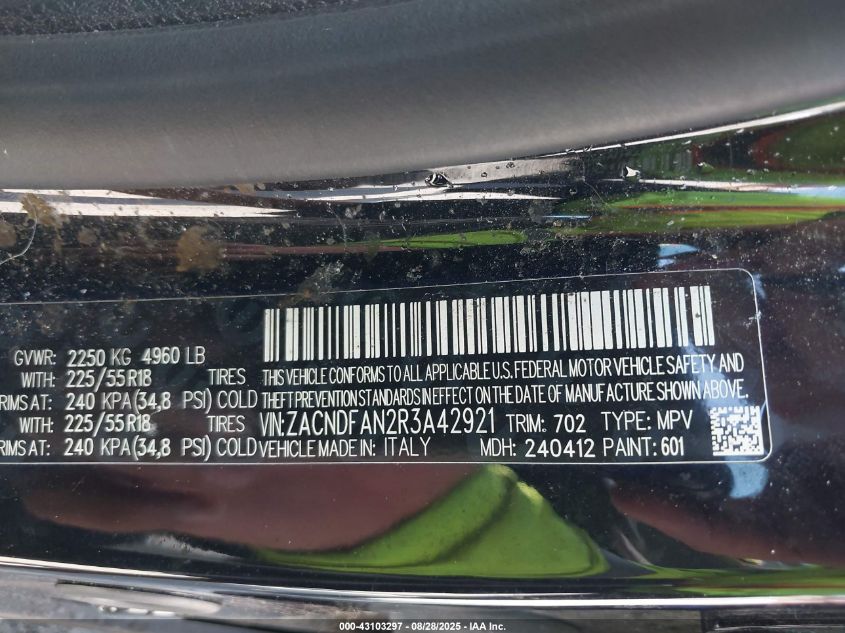 GVWR: 2250 KG 4960 LB
WITH: 225/55R18 TIRES
RIMS AT: 240 KPA(34,8 PSI) COLD
WITH: 225/55R18 TIRES
RIMS AT: 240 KPA(34,8 PSI) COLD
THIS VEHICLE CONFORMS TO ALL APPLICABLE U.S. FEDERAL MOTOR VEHICLE SAFETY AND
THEFT PREVENTION STANDARDS IN EFFECT ON THE DATE OF MANUFACTURE SHOWN ABOVE.
VIN:ZACNDFAN2R3A42921 TRIM: 702 TYPE: MPV
VEHICLE MADE IN: ITALY MDH: 240412 PAINT: 601
000-43103297 - 08/28/2025 - IAA Inc.